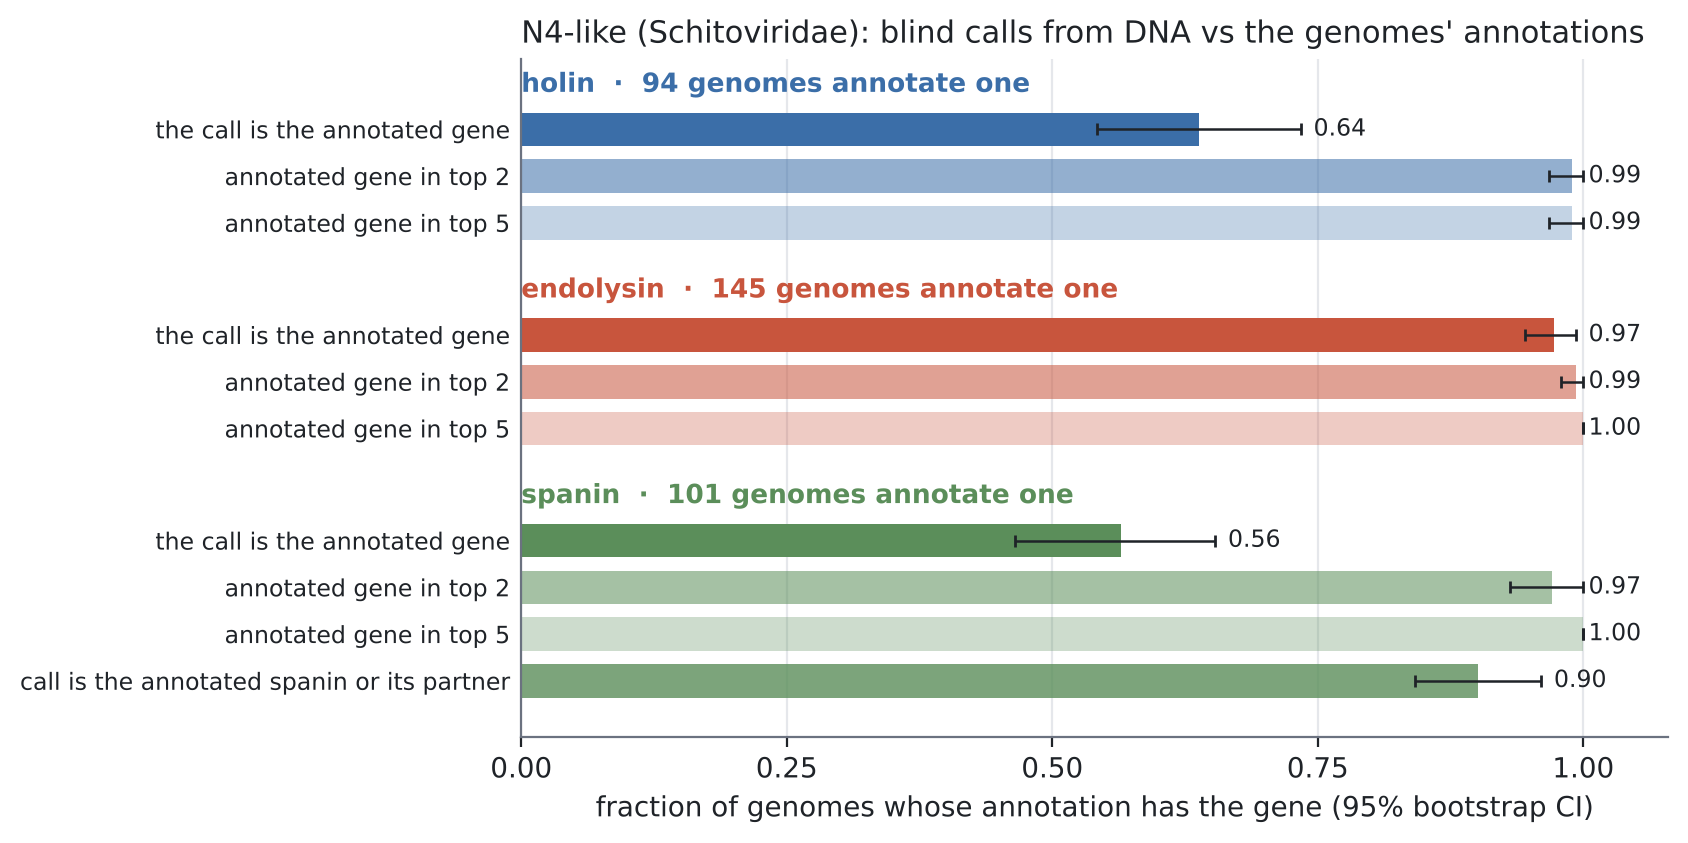 N4-like (Schitoviridae): blind calls from DNA vs the genomes' annotations
holin · 94 genomes annotate one
the call is the annotated gene 0.64
annotated gene in top 2 0.99
annotated gene in top 5 0.99
endolysin · 145 genomes annotate one
the call is the annotated gene 0.97
annotated gene in top 2 0.99
annotated gene in top 5 1.00
spanin · 101 genomes annotate one
the call is the annotated gene 0.56
annotated gene in top 2 0.97
annotated gene in top 5 1.00
call is the annotated spanin or its partner 0.90
0.00 0.25 0.50 0.75 1.00
fraction of genomes whose annotation has the gene (95% bootstrap CI)